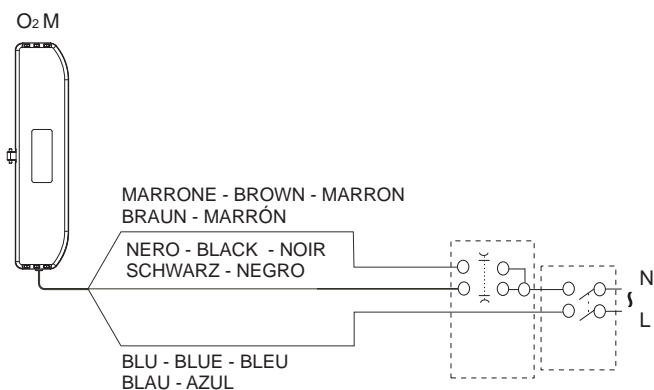 O₂ M
MARRONE - BROWN - MARRON
BRAUN - MARRÓN
NERO - BLACK - NOIR
SCHWARZ - NEGRO
N
L
BLU - BLUE - BLEU
BLAU - AZUL